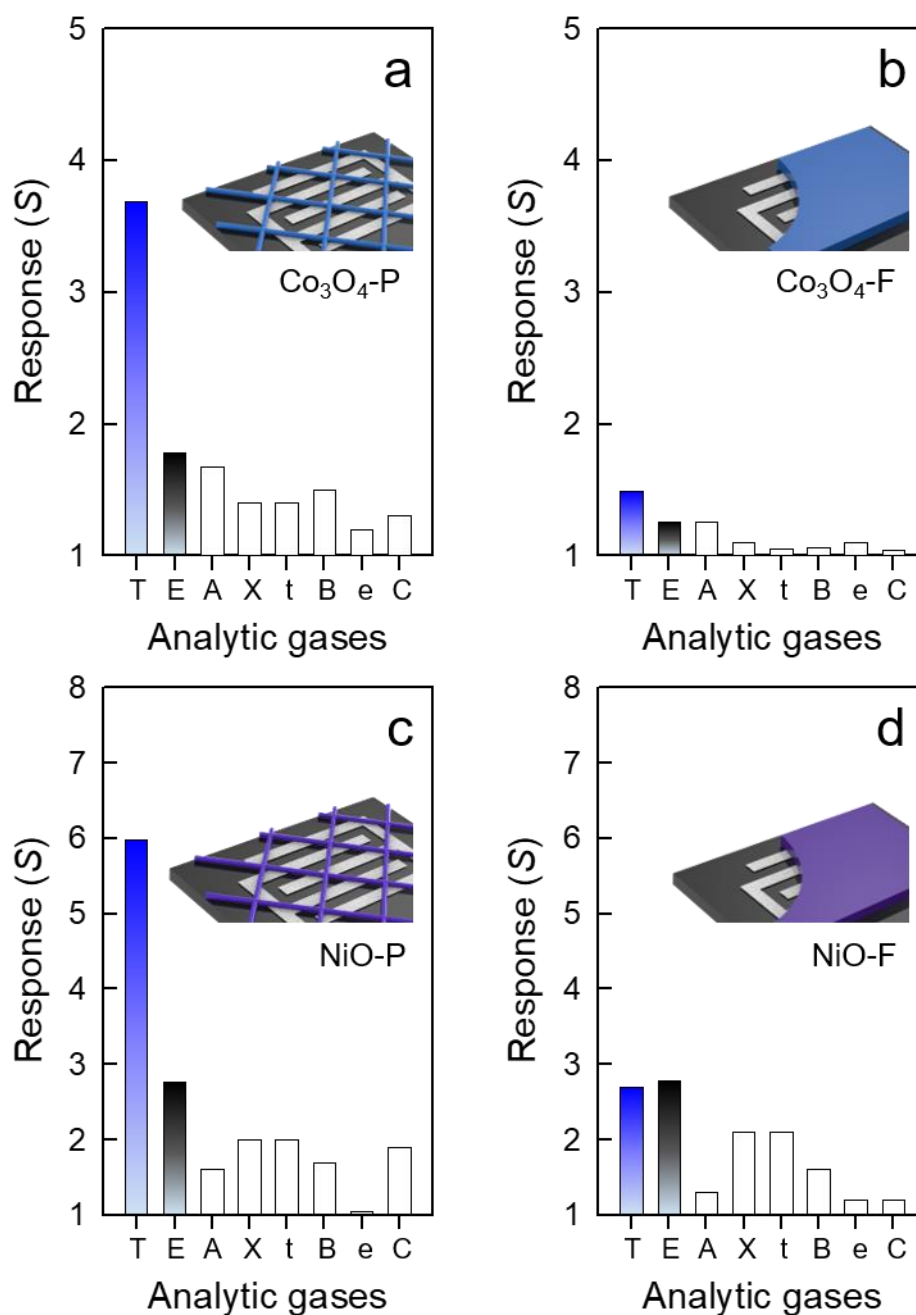 a
5
4
3
2
1
Response (S)
Co₃O₄-P
T E A X t B e C
Analytic gases
b
5
4
3
2
1
Response (S)
Co₃O₄-F
T E A X t B e C
Analytic gases
c
8
7
6
5
4
3
2
1
Response (S)
NiO-P
T E A X t B e C
Analytic gases
d
8
7
6
5
4
3
2
1
Response (S)
NiO-F
T E A X t B e C
Analytic gases